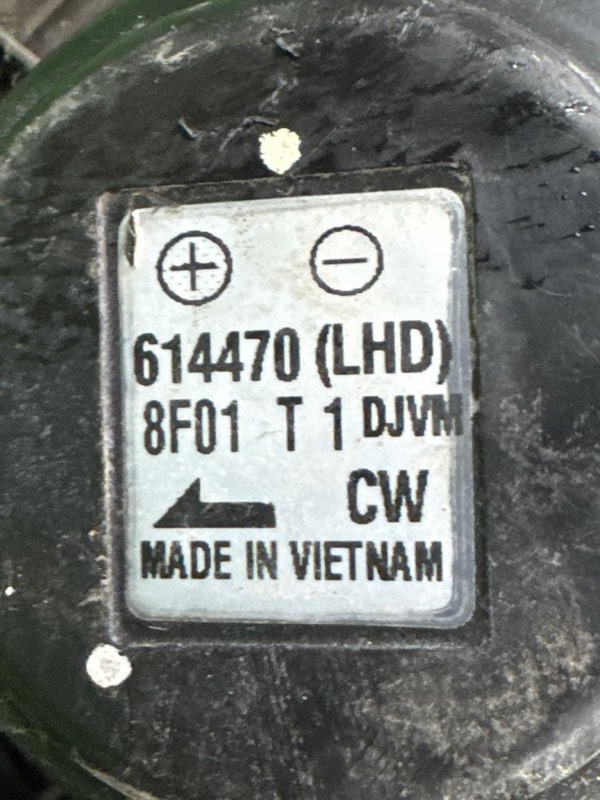 ⊕ ⊖
614470 (LHD)
8F01 T 1 DJVM
CW
MADE IN VIETNAM